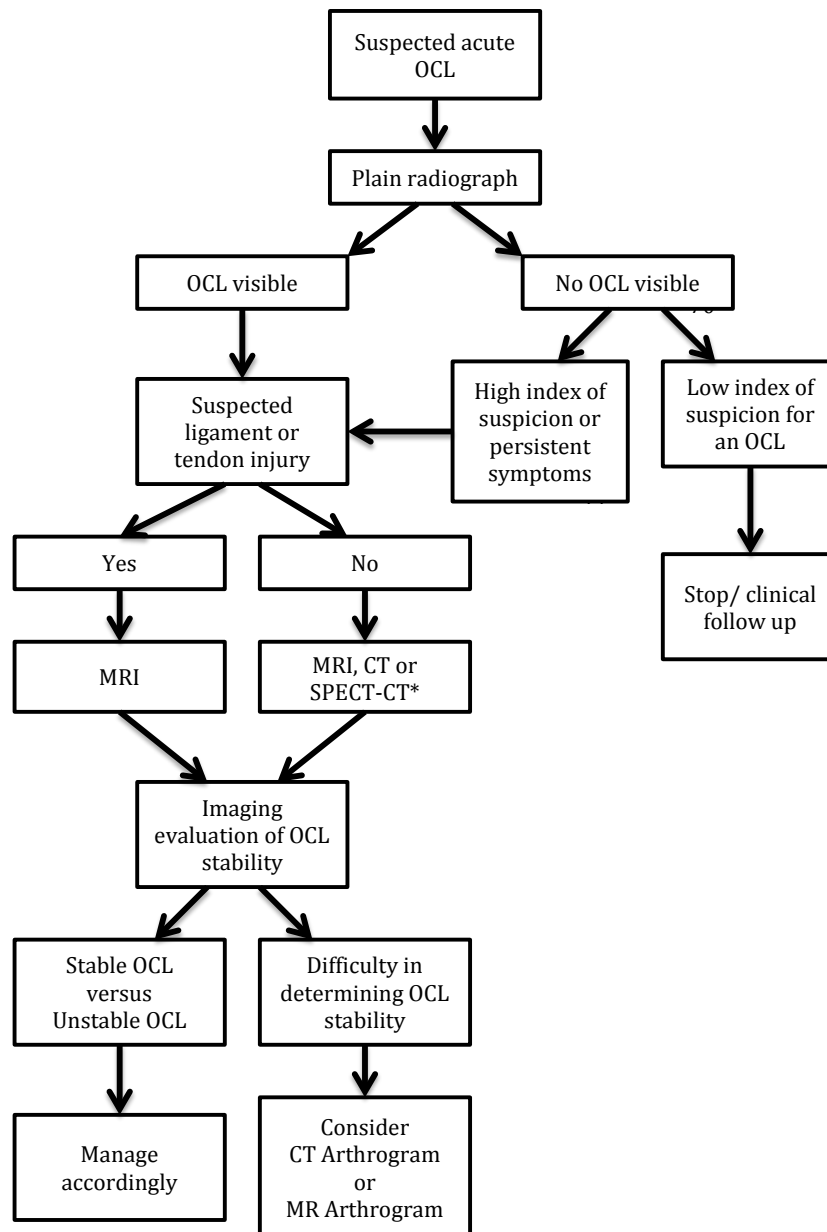 Suspected acute
OCL
Plain radiograph
OCL visible
No OCL visible
Suspected
ligament or
tendon injury
High index of
suspicion or
persistent
symptoms
Low index of
suspicion for
an OCL
Yes
No
Stop/ clinical
follow up
MRI
MRI, CT or
SPECT-CT*
Imaging
evaluation of OCL
stability
Stable OCL
versus
Unstable OCL
Difficulty in
determining OCL
stability
Manage
accordingly
Consider
CT Arthrogram
or
MR Arthrogram